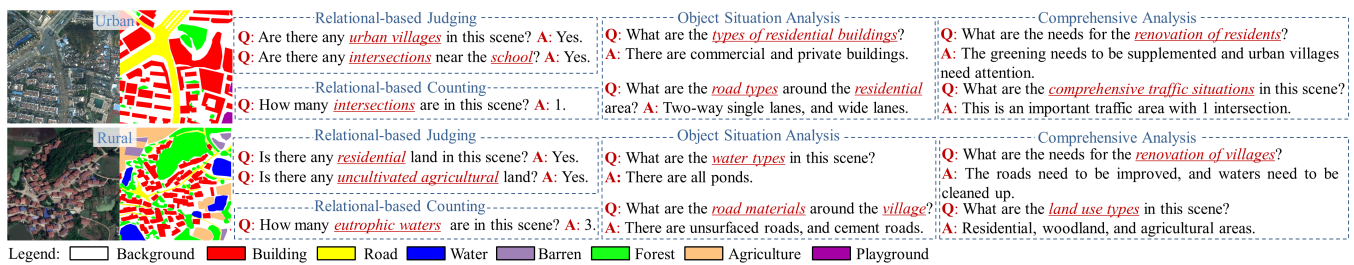 Urban
Relational-based Judging
Q: Are there any urban villages in this scene? A: Yes.
Q: Are there any intersections near the school? A: Yes.
Relational-based Counting
Q: How many intersections are in this scene? A: 1.
Object Situation Analysis
Q: What are the types of residential buildings?
A: There are commercial and private buildings.
Q: What are the road types around the residential
area? A: Two-way single lanes, and wide lanes.
Comprehensive Analysis
Q: What are the needs for the renovation of residents?
A: The greening needs to be supplemented and urban villages
need attention.
Q: What are the comprehensive traffic situations in this scene?
A: This is an important traffic area with 1 intersection.
Rural
Relational-based Judging
Q: Is there any residential land in this scene? A: Yes.
Q: Is there any uncultivated agricultural land? A: Yes.
Relational-based Counting
Q: How many eutrophic waters are in this scene? A: 3.
Object Situation Analysis
Q: What are the water types in this scene?
A: There are all ponds.
Q: What are the road materials around the village?
A: There are unsurfaced roads, and cement roads.
Comprehensive Analysis
Q: What are the needs for the renovation of villages?
A: The roads need to be improved, and waters need to be
cleaned up.
Q: What are the land use types in this scene?
A: Residential, woodland, and agricultural areas.
Legend: Background Building Road Water Barren Forest Agriculture Playground